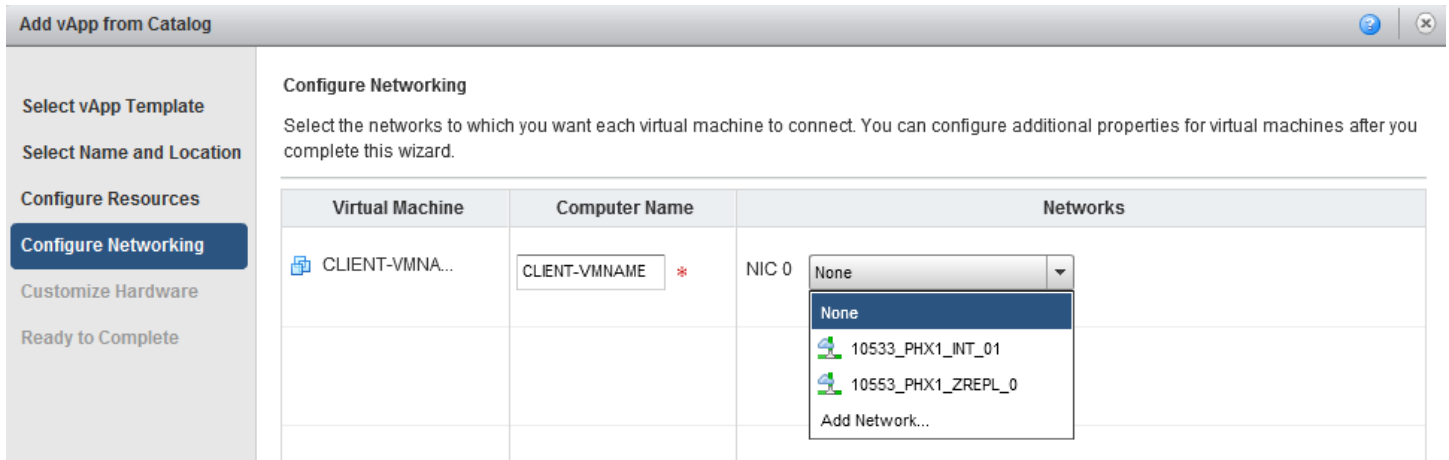 Add vApp from Catalog
Select vApp Template
Select Name and Location
Configure Resources
Configure Networking
Customize Hardware
Ready to Complete
Configure Networking
Select the networks to which you want each virtual machine to connect. You can configure additional properties for virtual machines after you
complete this wizard.
Virtual Machine Computer Name Networks
CLIENT-VMNA... CLIENT-VMNAME * NIC 0 None
None
10533_PHX1_INT_01
10553_PHX1_ZREPL_0
Add Network...